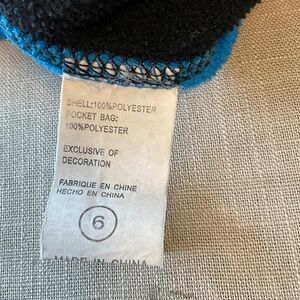 SHELL:100%POLYESTER
POCKET BAG:
100%POLYESTER
EXCLUSIVE OF
DECORATION
FABRIQUE EN CHINE
HECHO EN CHINA
6
MADE IN CHINA